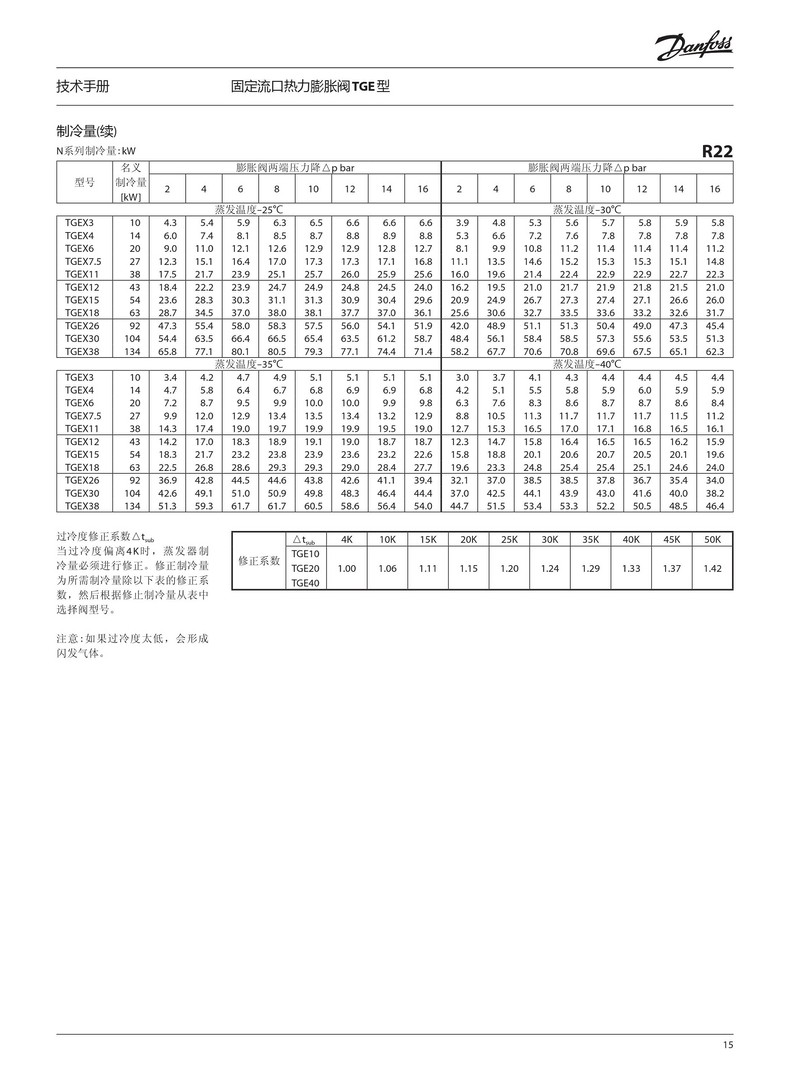 Danfoss
技术手册 固定流口热力膨胀阀 TGE 型
制冷量(续)
N系列制冷量:kW R22
型号 名义制冷量[kW] 膨胀阀两端压力降△p bar 膨胀阀两端压力降△p bar
2 4 6 8 10 12 14 16 2 4 6 8 10 12 14 16
蒸发温度–25℃ 蒸发温度–30℃
TGEX3 10 4.3 5.4 5.9 6.3 6.5 6.6 6.6 6.6 3.9 4.8 5.3 5.6 5.7 5.8 5.9 5.8
TGEX4 14 6.0 7.4 8.1 8.5 8.7 8.8 8.9 8.8 5.3 6.6 7.2 7.6 7.8 7.8 7.8 7.8
TGEX6 20 9.0 11.0 12.1 12.6 12.9 12.9 12.8 12.7 8.1 9.9 10.8 11.2 11.4 11.4 11.4 11.2
TGEX7.5 27 12.3 15.1 16.4 17.0 17.3 17.3 17.1 16.8 11.1 13.5 14.6 15.2 15.3 15.3 15.1 14.8
TGEX11 38 17.5 21.7 23.9 25.1 25.7 26.0 25.9 25.6 16.0 19.6 21.4 22.4 22.9 22.9 22.7 22.3
TGEX12 43 18.4 22.2 23.9 24.7 24.9 24.8 24.5 24.0 16.2 19.5 21.0 21.7 21.9 21.8 21.5 21.0
TGEX15 54 23.6 28.3 30.3 31.1 31.3 30.9 30.4 29.6 20.9 24.9 26.7 27.3 27.4 27.1 26.6 26.0
TGEX18 63 28.7 34.5 37.0 38.0 38.1 37.7 37.0 36.1 25.6 30.6 32.7 33.5 33.6 33.2 32.6 31.7
TGEX26 92 47.3 55.4 58.0 58.3 57.5 56.0 54.1 51.9 42.0 48.9 51.1 51.3 50.4 49.0 47.3 45.4
TGEX30 104 54.4 63.5 66.4 66.5 65.4 63.5 61.2 58.7 48.4 56.1 58.4 58.5 57.3 55.6 53.5 51.3
TGEX38 134 65.8 77.1 80.1 80.5 79.3 77.1 74.4 71.4 58.2 67.7 70.6 70.8 69.6 67.5 65.1 62.3
蒸发温度–35℃ 蒸发温度–40℃
TGEX3 10 3.4 4.2 4.7 4.9 5.1 5.1 5.1 5.1 3.0 3.7 4.1 4.3 4.4 4.4 4.5 4.4
TGEX4 14 4.7 5.8 6.4 6.7 6.8 6.9 6.9 6.8 4.2 5.1 5.5 5.8 5.9 6.0 5.9 5.9
TGEX6 20 7.2 8.7 9.5 9.9 10.0 10.0 9.9 9.8 6.3 7.6 8.3 8.6 8.7 8.7 8.6 8.4
TGEX7.5 27 9.9 12.0 12.9 13.4 13.5 13.4 13.2 12.9 8.8 10.5 11.3 11.7 11.7 11.7 11.5 11.2
TGEX11 38 14.3 17.4 19.0 19.7 19.9 19.9 19.5 19.0 12.7 15.3 16.5 17.0 17.1 16.8 16.5 16.1
TGEX12 43 14.2 17.0 18.3 18.9 19.1 19.0 18.7 18.7 12.3 14.7 15.8 16.4 16.5 16.5 16.2 15.9
TGEX15 54 18.3 21.7 23.2 23.8 23.9 23.6 23.2 22.6 15.8 18.8 20.1 20.6 20.7 20.5 20.1 19.6
TGEX18 63 22.5 26.8 28.6 29.3 29.3 29.0 28.4 27.7 19.6 23.3 24.8 25.4 25.4 25.1 24.6 24.0
TGEX26 92 36.9 42.8 44.5 44.6 43.8 42.6 41.1 39.4 32.1 37.0 38.5 38.5 37.8 36.7 35.4 34.0
TGEX30 104 42.6 49.1 51.0 50.9 49.8 48.3 46.4 44.4 37.0 42.5 44.1 43.9 43.0 41.6 40.0 38.2
TGEX38 134 51.3 59.3 61.7 61.7 60.5 58.6 56.4 54.0 44.7 51.5 53.4 53.3 52.2 50.5 48.5 46.4
过冷度修正系数△tsub
当过冷度偏离4K时，蒸发器制
冷量必须进行修正。修正制冷量
为所需制冷量除以下表的修正系
数，然后根据修止制冷量从表中
选择阀型号。
注意:如果过冷度太低，会形成
闪发气体。
修正系数 △tsub 4K 10K 15K 20K 25K 30K 35K 40K 45K 50K
TGE10
TGE20 1.00 1.06 1.11 1.15 1.20 1.24 1.29 1.33 1.37 1.42
TGE40
15